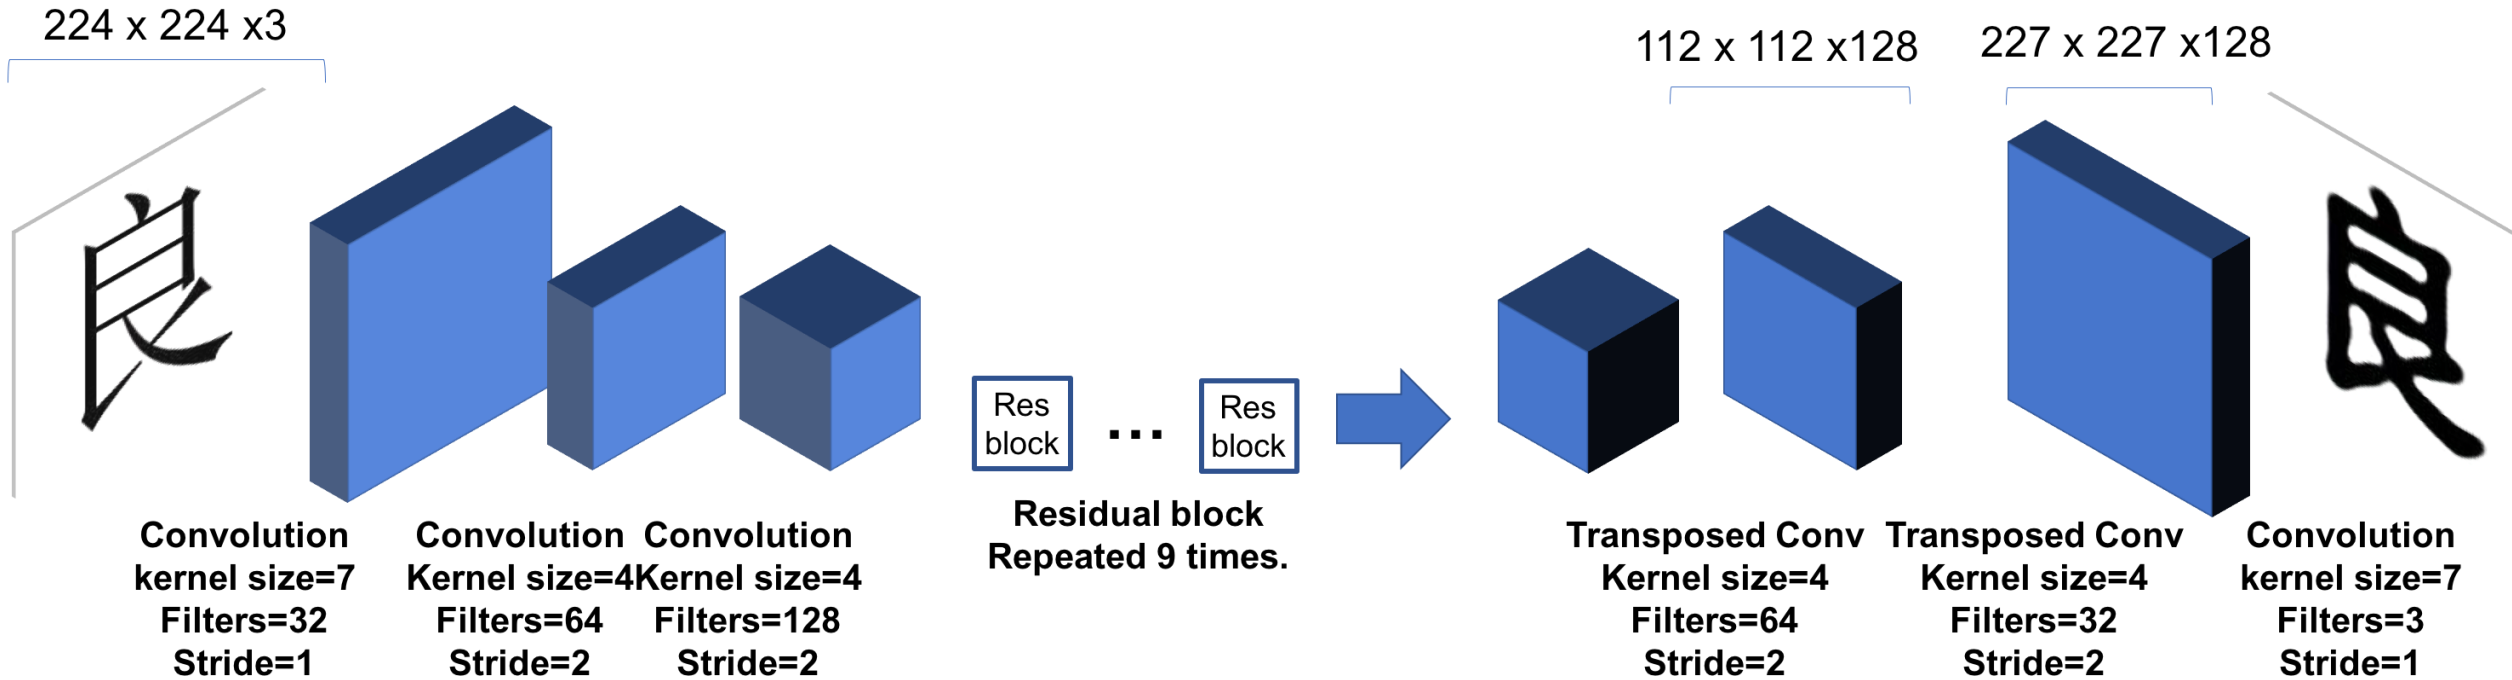 224 x 224 x3
112 x 112 x128
227 x 227 x128
良
良
Res
block
...
Res
block
Convolution
kernel size=7
Filters=32
Stride=1
Convolution
Kernel size=4
Filters=64
Stride=2
Convolution
Kernel size=4
Filters=128
Stride=2
Residual block
Repeated 9 times.
Transposed Conv
Kernel size=4
Filters=64
Stride=2
Transposed Conv
Kernel size=4
Filters=32
Stride=2
Convolution
kernel size=7
Filters=3
Stride=1